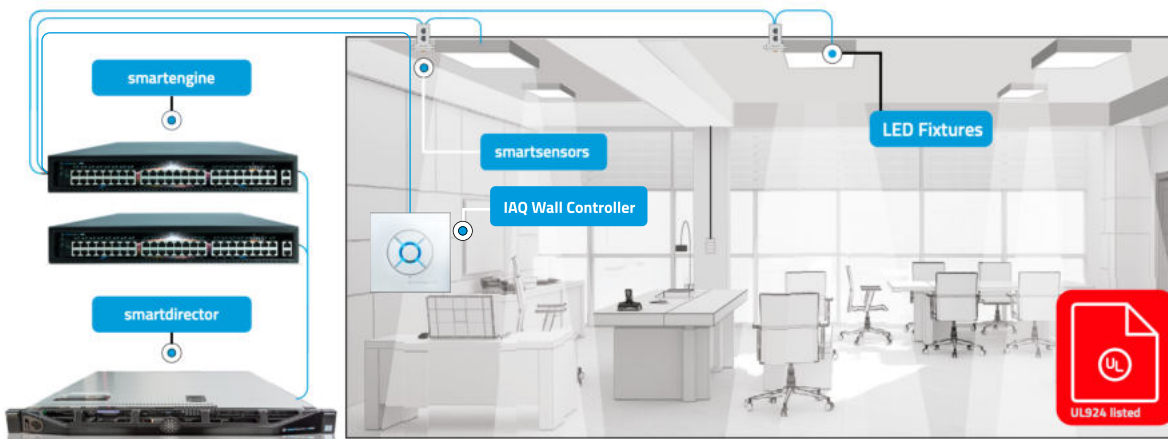 smartengine
LED Fixtures
smartsensors
IAQ Wall Controller
smartdirector
UL
UL924 listed